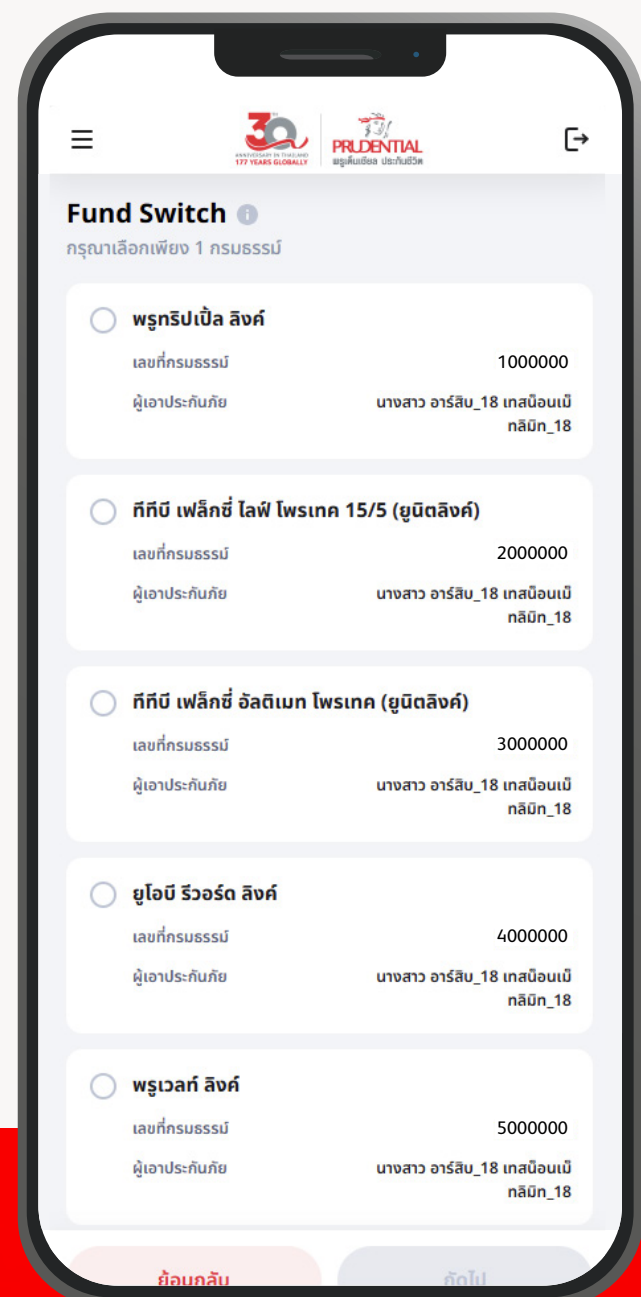 30TH
ANNIVERSARY IN THAILAND
177 YEARS GLOBALLY
PRUDENTIAL
พรูเด็นเชียล ประกันชีวิต
Fund Switch
กรุณาเลือกเพียง 1 กรมธรรม์
พรูทริปเปิ้ล ลิงค์
เลขที่กรมธรรม์ 1000000
ผู้เอาประกันภัย นางสาว อาร์สิบ_18 เทสน็อนเม็
ทลิมิท_18
ทีทีบี เฟล็กซี่ ไลฟ์ โพรเทค 15/5 (ยูนิตลิงค์)
เลขที่กรมธรรม์ 2000000
ผู้เอาประกันภัย นางสาว อาร์สิบ_18 เทสน็อนเม็
ทลิมิท_18
ทีทีบี เฟล็กซี่ อัลติเมท โพรเทค (ยูนิตลิงค์)
เลขที่กรมธรรม์ 3000000
ผู้เอาประกันภัย นางสาว อาร์สิบ_18 เทสน็อนเม็
ทลิมิท_18
ยูโอบี รีวอร์ด ลิงค์
เลขที่กรมธรรม์ 4000000
ผู้เอาประกันภัย นางสาว อาร์สิบ_18 เทสน็อนเม็
ทลิมิท_18
พรูเวลท์ ลิงค์
เลขที่กรมธรรม์ 5000000
ผู้เอาประกันภัย นางสาว อาร์สิบ_18 เทสน็อนเม็
ทลิมิท_18
ย้อนกลับ ถัดไป